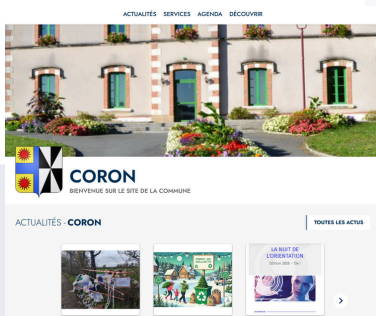 ACTUALITÉS SERVICES AGENDA DÉCOUVRIR
CORON
BIENVENUE SUR LE SITE DE LA COMMUNE
ACTUALITÉS - CORON
TOUTES LES ACTUS
LA NUIT DE
L'ORIENTATION